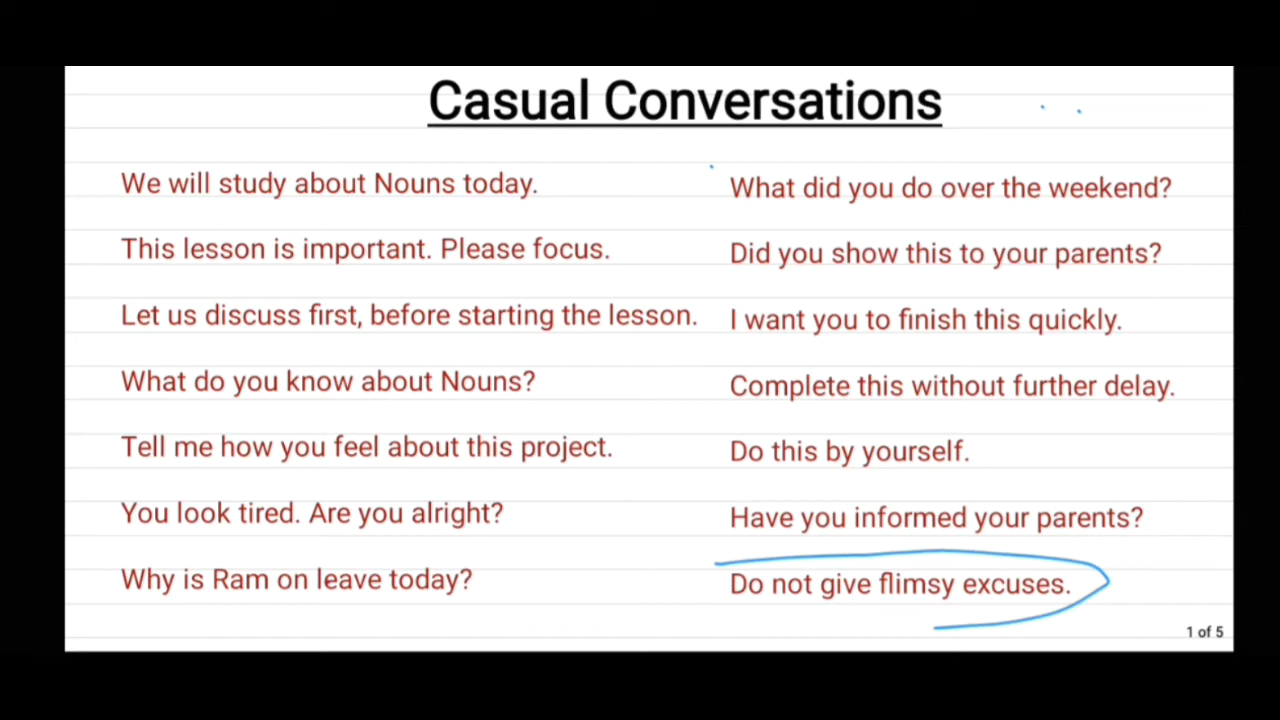 Casual Conversations
We will study about Nouns today.
This lesson is important. Please focus.
Let us discuss first, before starting the lesson.
What do you know about Nouns?
Tell me how you feel about this project.
You look tired. Are you alright?
Why is Ram on leave today?
What did you do over the weekend?
Did you show this to your parents?
I want you to finish this quickly.
Complete this without further delay.
Do this by yourself.
Have you informed your parents?
Do not give flimsy excuses.
1 of 5